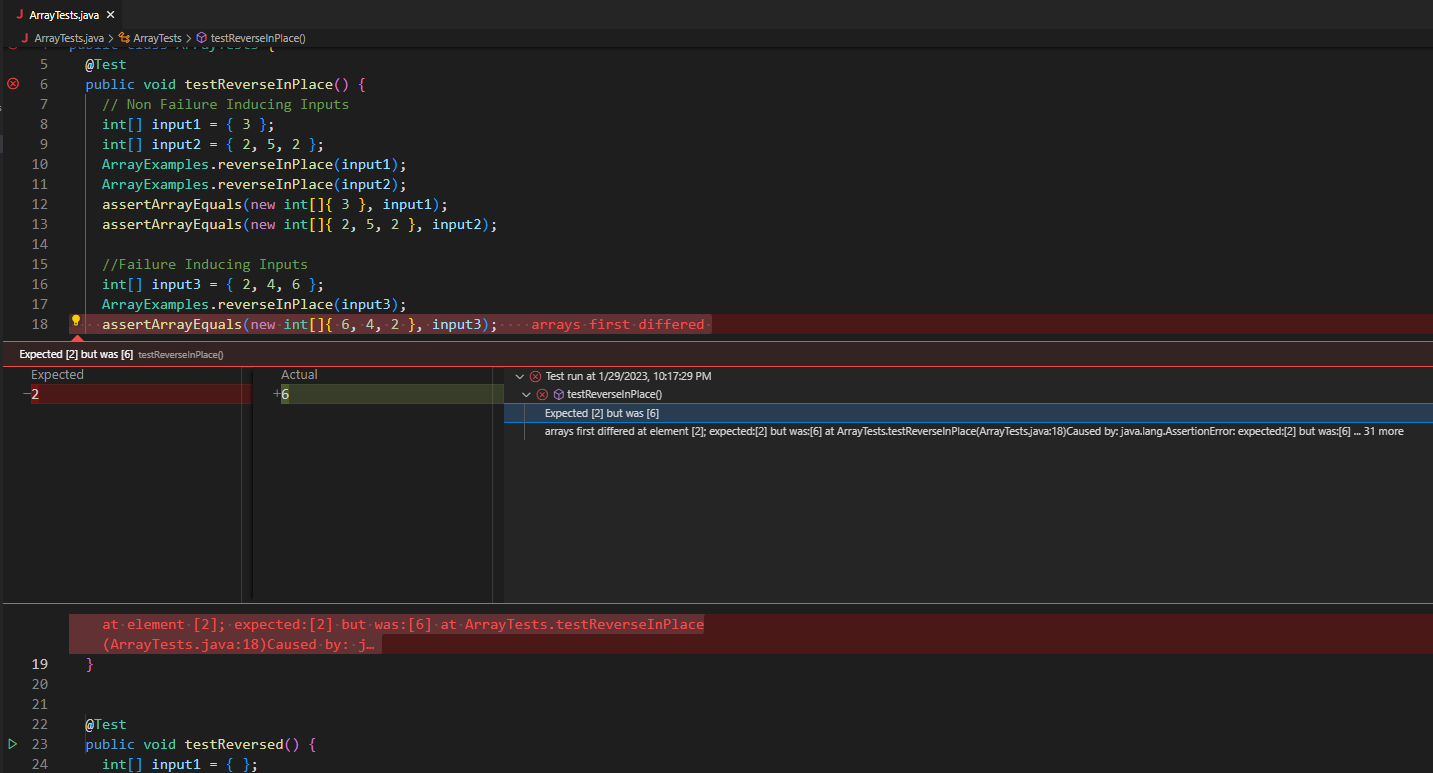 J ArrayTests.java ×
J ArrayTests.java > ArrayTests > testReverseInPlace()
5 @Test
6 public void testReverseInPlace() {
7 // Non Failure Inducing Inputs
8 int[] input1 = { 3 };
9 int[] input2 = { 2, 5, 2 };
10 ArrayExamples.reverseInPlace(input1);
11 ArrayExamples.reverseInPlace(input2);
12 assertArrayEquals(new int[]{ 3 }, input1);
13 assertArrayEquals(new int[]{ 2, 5, 2 }, input2);
14
15 //Failure Inducing Inputs
16 int[] input3 = { 2, 4, 6 };
17 ArrayExamples.reverseInPlace(input3);
18 assertArrayEquals(new int[]{ 6, 4, 2 }, input3); arrays first differed
Expected [2] but was [6] testReverseInPlace()
Expected
−2
Actual
+6
Test run at 1/29/2023, 10:17:29 PM
testReverseInPlace()
Expected [2] but was [6]
arrays first differed at element [2]; expected:[2] but was:[6] at ArrayTests.testReverseInPlace(ArrayTests.java:18)Caused by: java.lang.AssertionError: expected:[2] but was:[6] ... 31 more
at element [2]; expected:[2] but was:[6] at ArrayTests.testReverseInPlace
(ArrayTests.java:18)Caused by: j…
19 }
20
21
22 @Test
23 public void testReversed() {
24 int[] input1 = { };